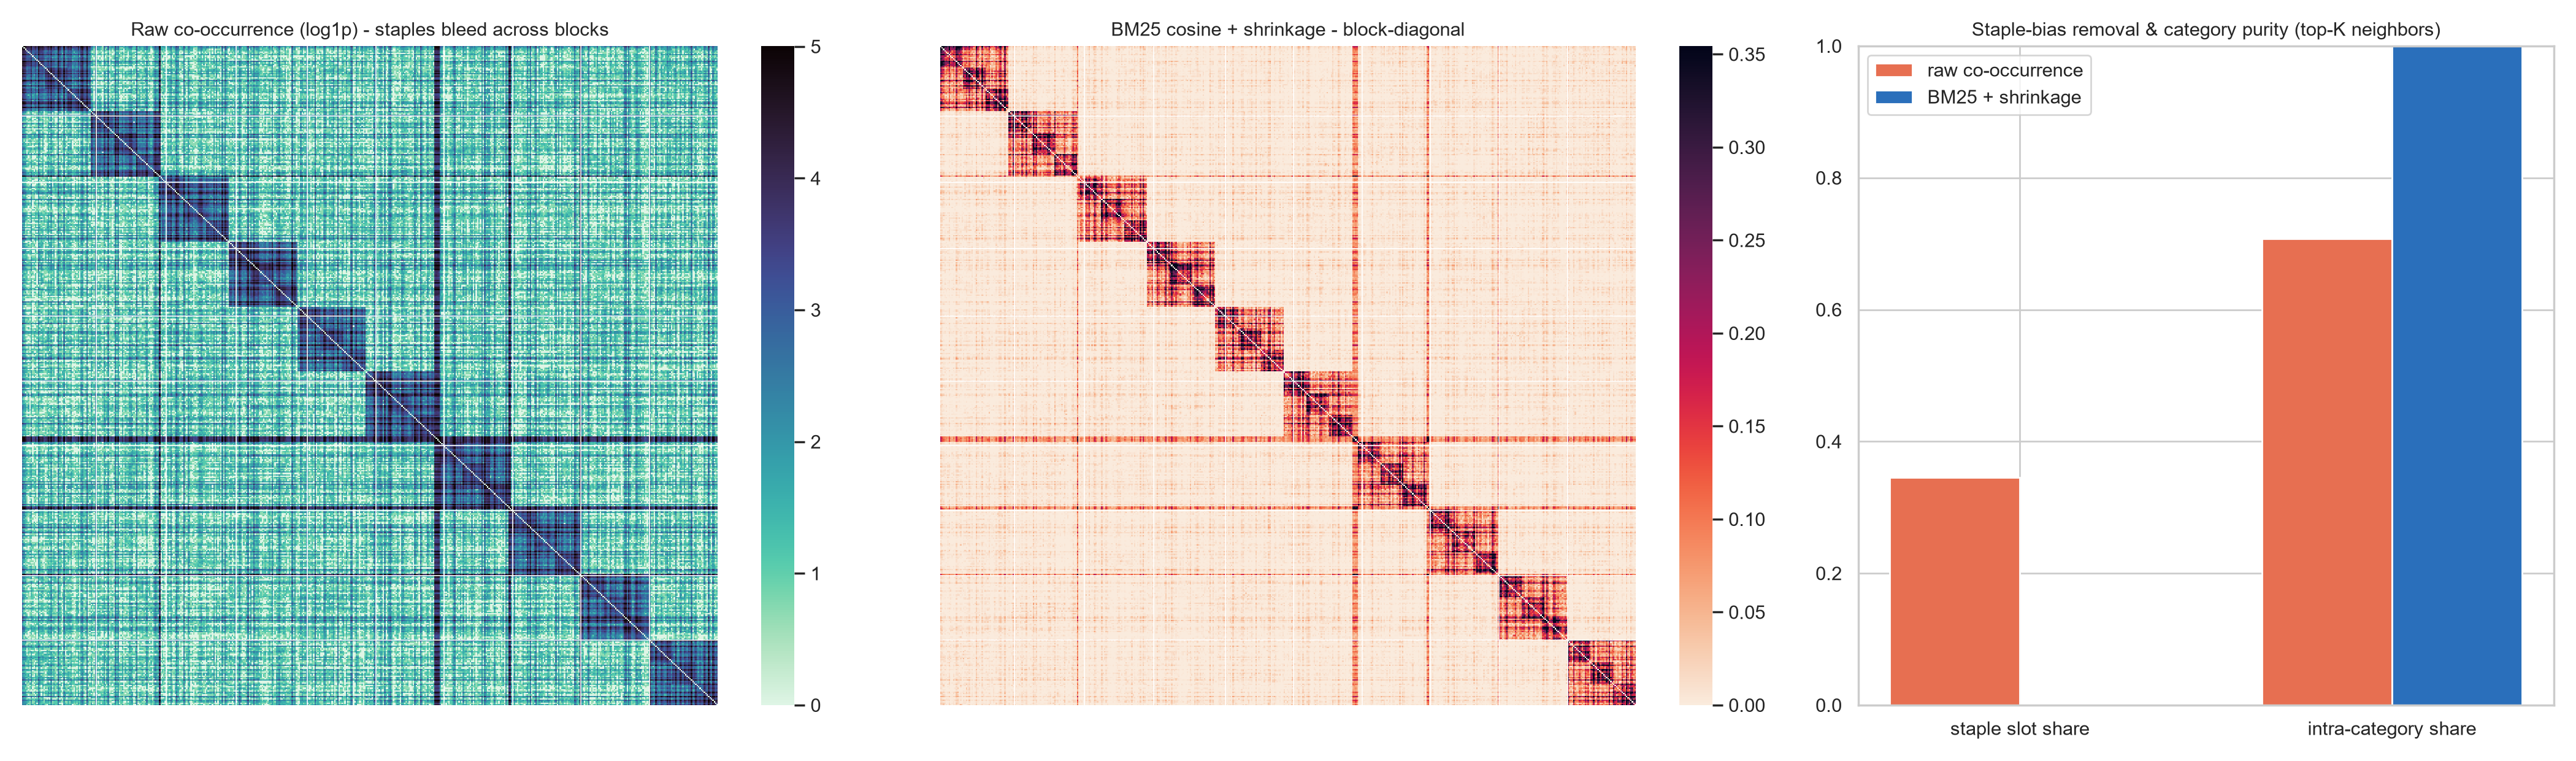 Raw co-occurrence (log1p) - staples bleed across blocks
5
4
3
2
1
0
BM25 cosine + shrinkage - block-diagonal
0.35
0.30
0.25
0.20
0.15
0.10
0.05
0.00
Staple-bias removal & category purity (top-K neighbors)
raw co-occurrence
BM25 + shrinkage
1.0
0.8
0.6
0.4
0.2
0.0
staple slot share
intra-category share